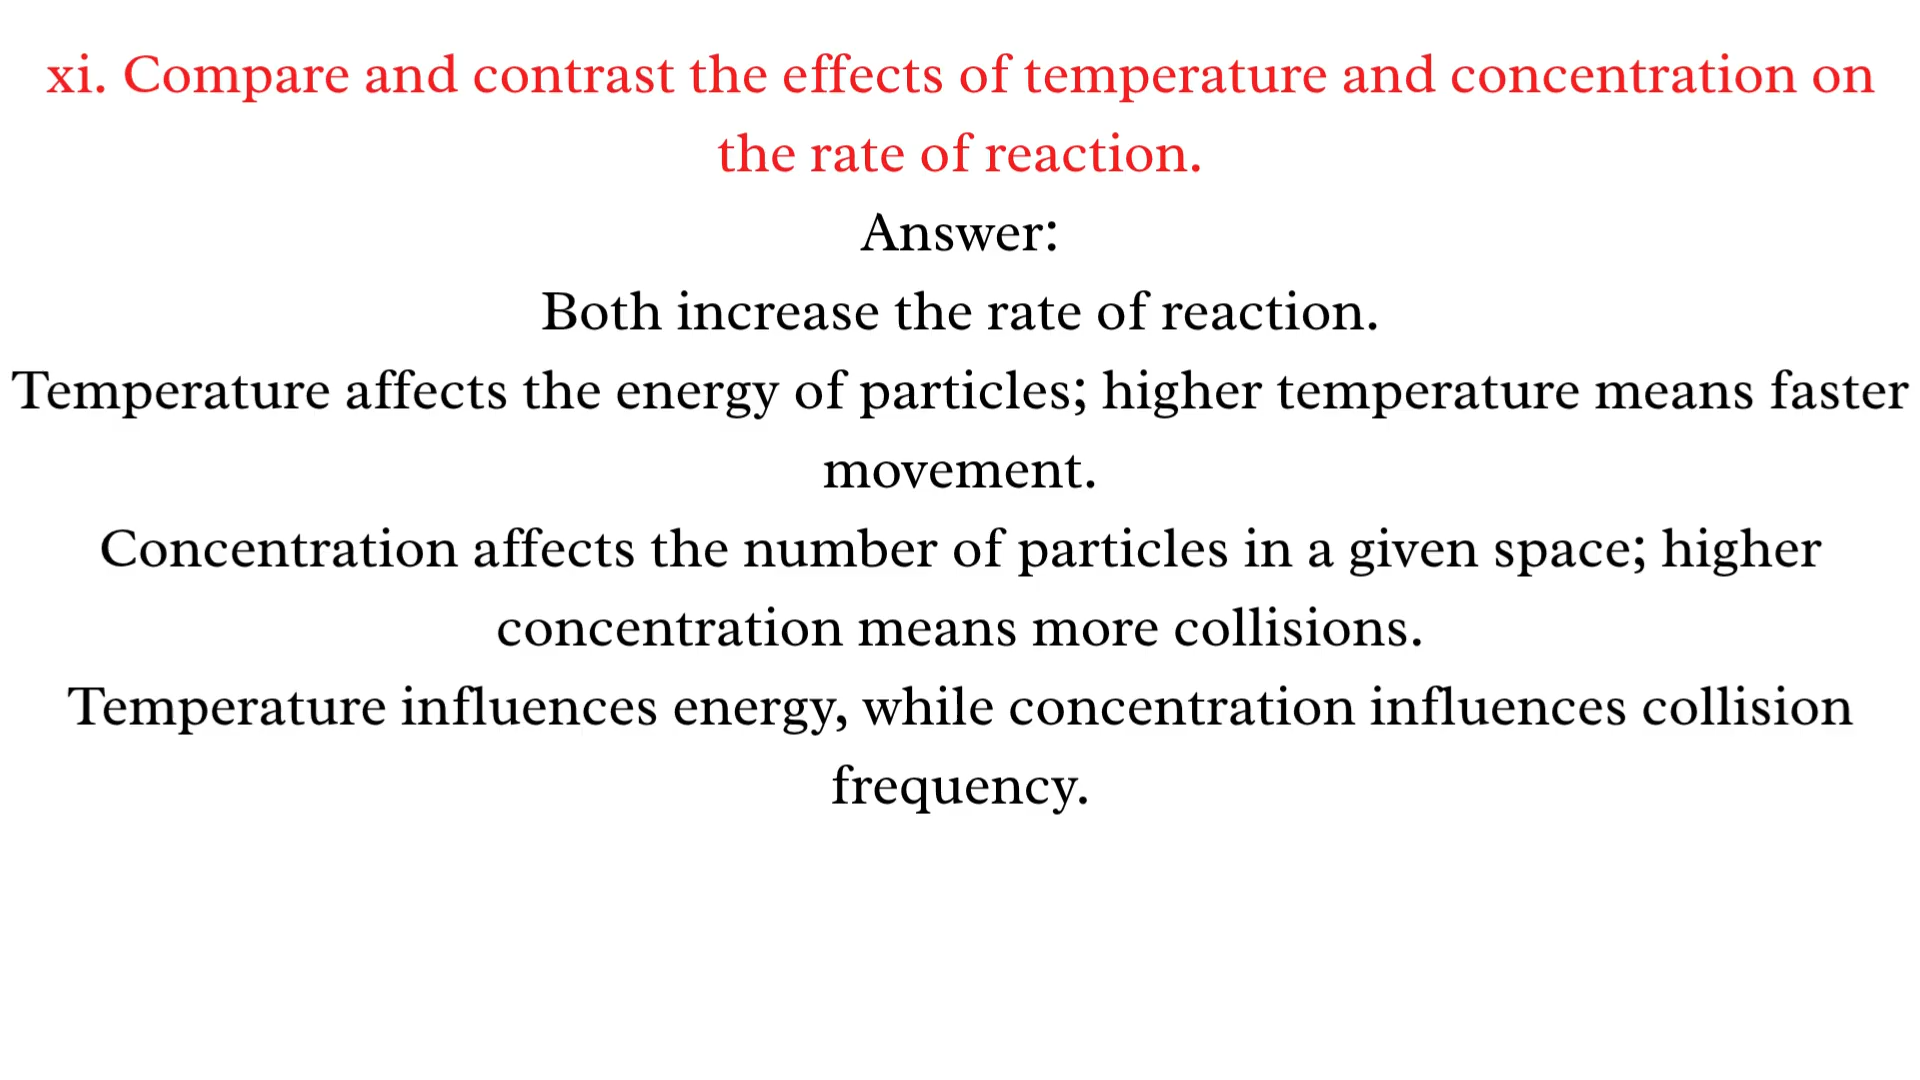 xi. Compare and contrast the effects of temperature and concentration on
the rate of reaction.
Answer:
Both increase the rate of reaction.
Temperature affects the energy of particles; higher temperature means faster
movement.
Concentration affects the number of particles in a given space; higher
concentration means more collisions.
Temperature influences energy, while concentration influences collision
frequency.